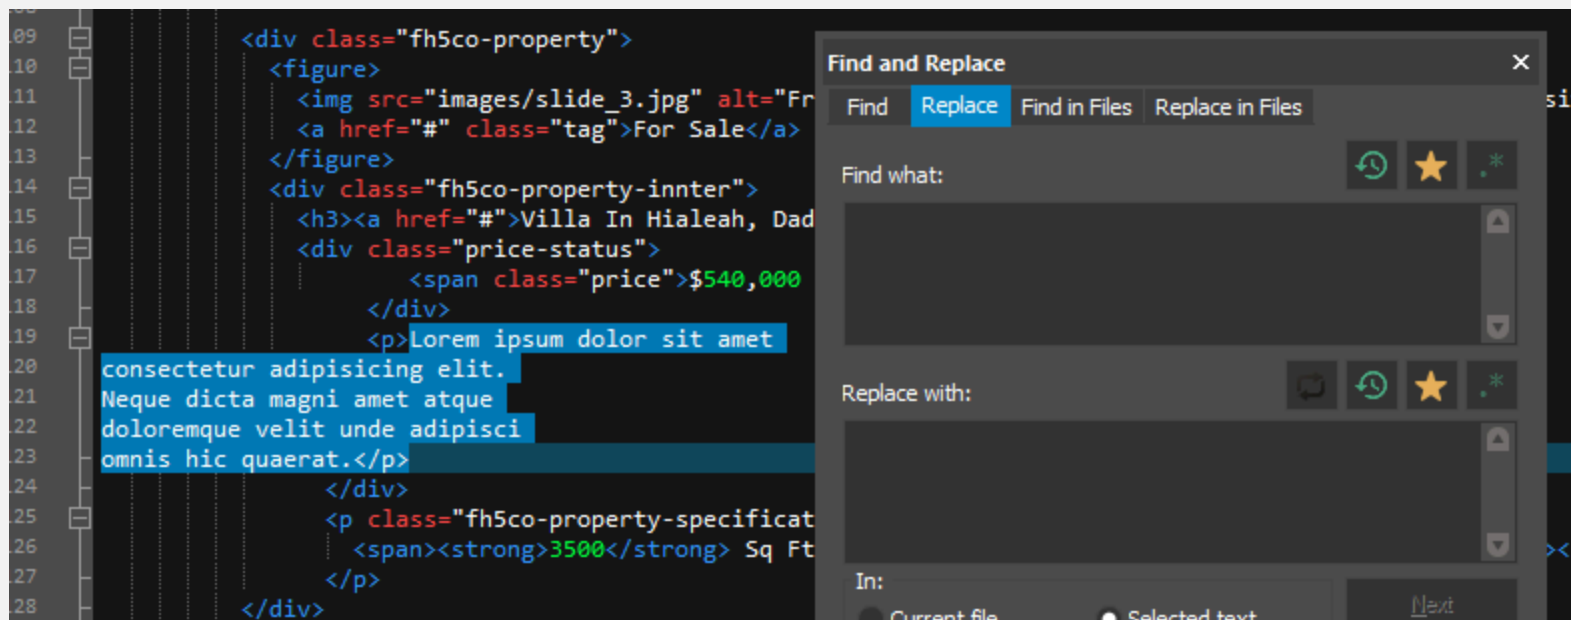 09 <div class="fh5co-property">
10 <figure>
11 <img src="images/slide_3.jpg" alt="Fr
12 <a href="#" class="tag">For Sale</a>
13 </figure>
14 <div class="fh5co-property-innter">
15 <h3><a href="#">Villa In Hialeah, Dad
16 <div class="price-status">
17 <span class="price">$540,000
18 </div>
19 <p>Lorem ipsum dolor sit amet
20 consectetur adipisicing elit.
21 Neque dicta magni amet atque
22 doloremque velit unde adipisci
23 omnis hic quaerat.</p>
24 </div>
25 <p class="fh5co-property-specificat
26 <span><strong>3500</strong> Sq Ft
27 </p>
28 </div>
Find and Replace
Find Replace Find in Files Replace in Files
si
Find what:
.*
Replace with:
.*
><
In:
Current file Selected text
Next